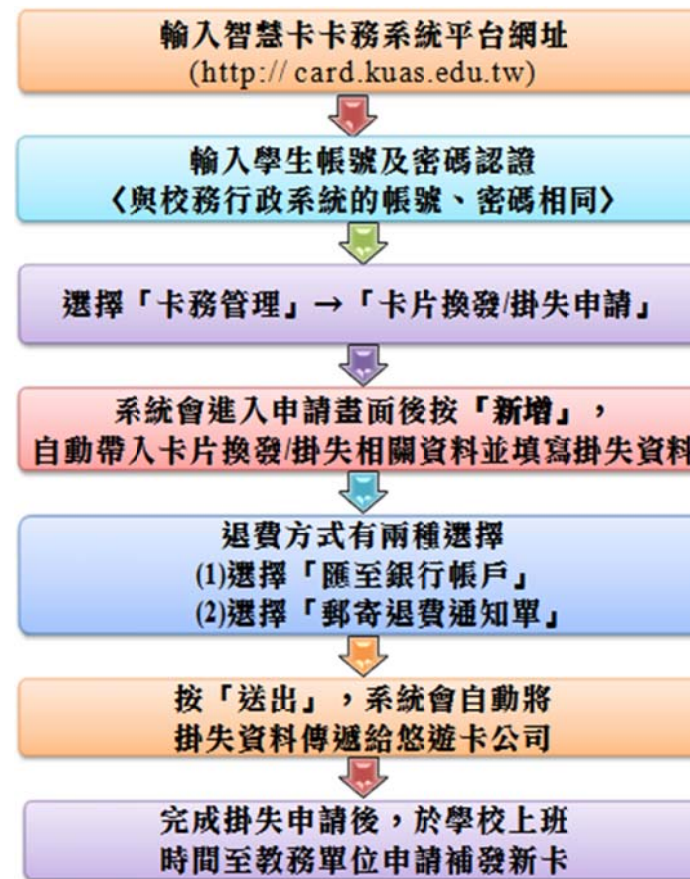 輸入智慧卡卡務系統平台網址
(http:// card.kuas.edu.tw)
輸入學生帳號及密碼認證
〈與校務行政系統的帳號、密碼相同〉
選擇「卡務管理」→「卡片換發/掛失申請」
系統會進入申請畫面後按「新增」，
自動帶入卡片換發/掛失相關資料並填寫掛失資料
退費方式有兩種選擇
(1)選擇「匯至銀行帳戶」
(2)選擇「郵寄退費通知單」
按「送出」，系統會自動將
掛失資料傳遞給悠遊卡公司
完成掛失申請後，於學校上班
時間至教務單位申請補發新卡